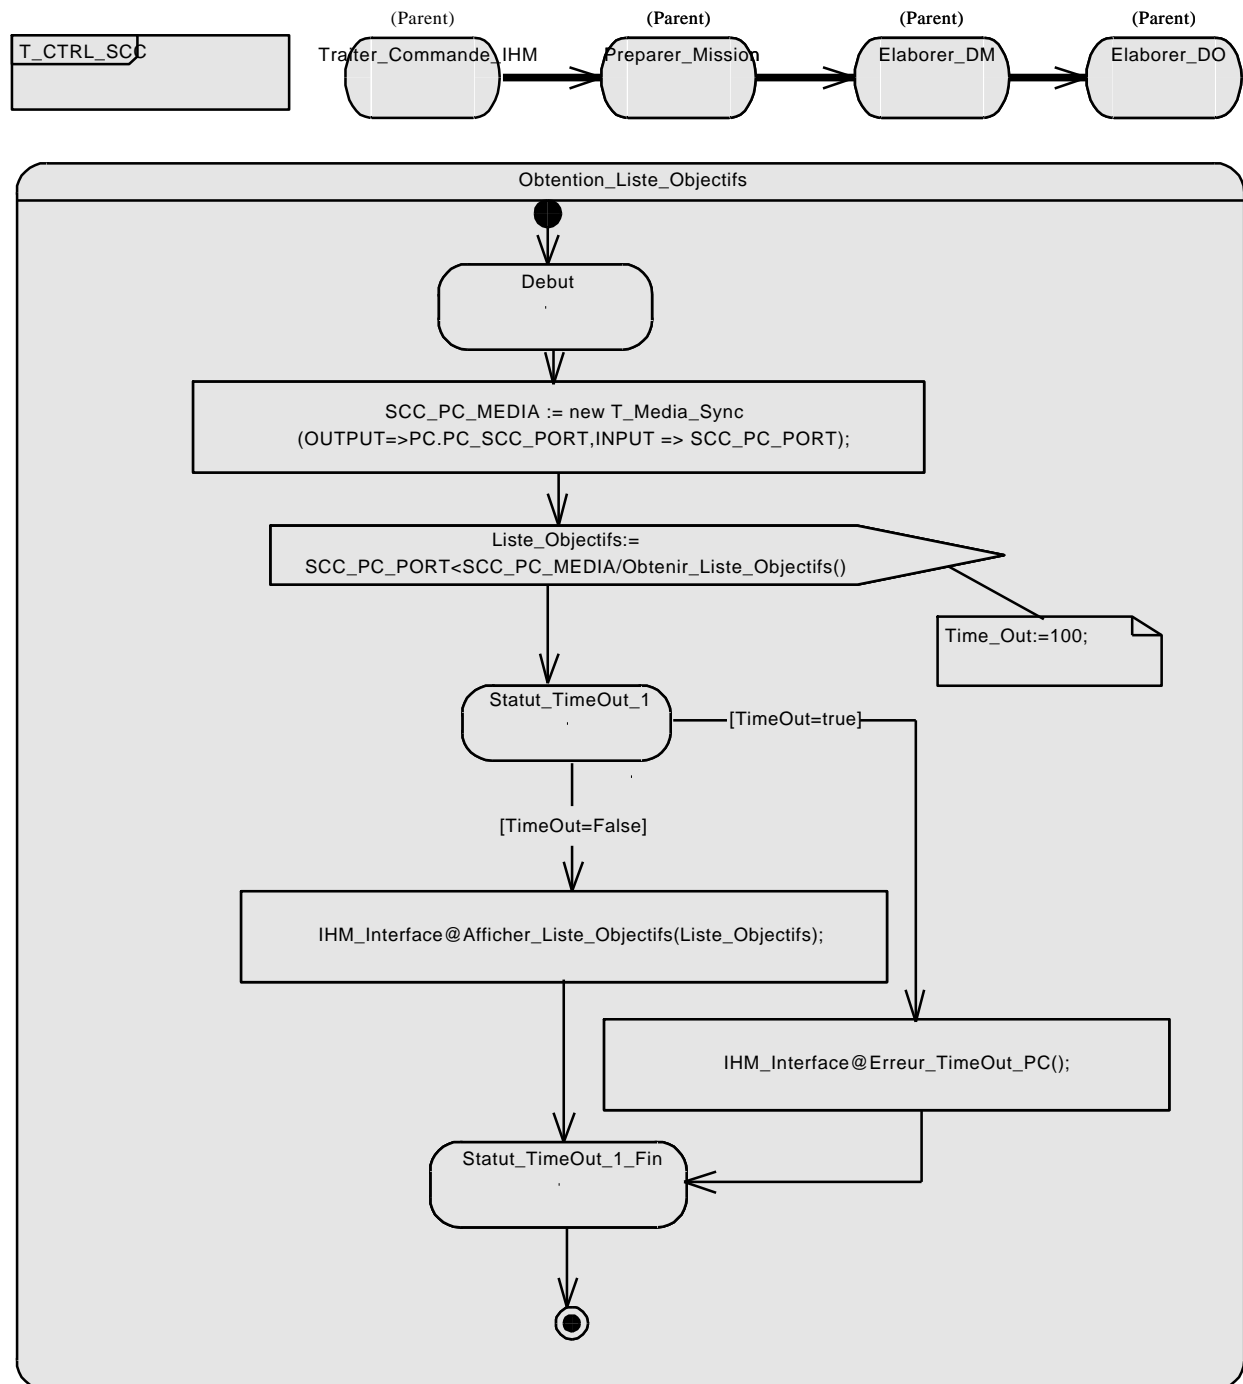 (Parent)
(Parent)
(Parent)
(Parent)
T_CTRL_SCC
Traiter_Commande_IHM
Preparer_Mission
Elaborer_DM
Elaborer_DO
Obtention_Liste_Objectifs
Debut
SCC_PC_MEDIA := new T_Media_Sync
(OUTPUT=>PC.PC_SCC_PORT,INPUT => SCC_PC_PORT);
Liste_Objectifs:=
SCC_PC_PORT<SCC_PC_MEDIA/Obtenir_Liste_Objectifs()
Time_Out:=100;
Statut_TimeOut_1
[TimeOut=true]
[TimeOut=False]
IHM_Interface@Afficher_Liste_Objectifs(Liste_Objectifs);
IHM_Interface@Erreur_TimeOut_PC();
Statut_TimeOut_1_Fin